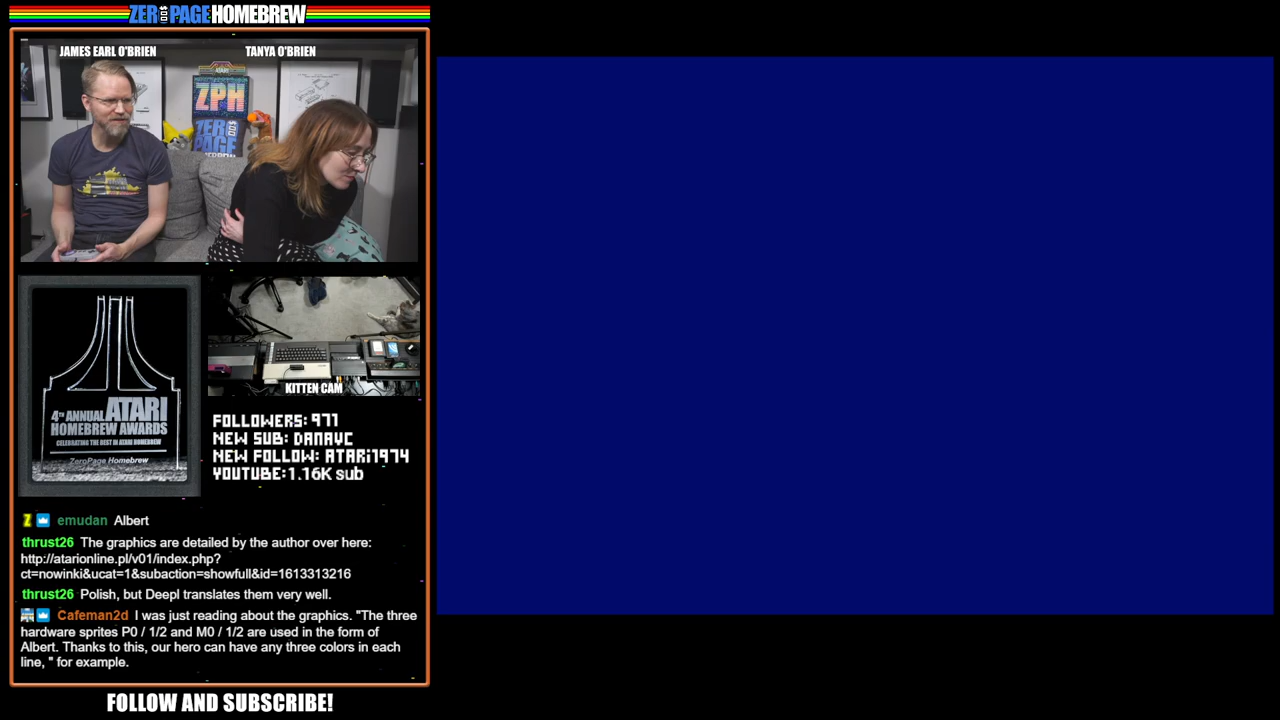 ZEROPAGE HOMEBREW
JAMES EARL O'BRIEN
TANYA O'BRIEN
ATARI
ZPH
ZERO
PAGE
4TH ANNUAL ATARI
HOMEBREW AWARDS
CELEBRATING THE BEST IN ATARI HOMEBREW
ZeroPage Homebrew
KITTEN CAM
FOLLOWERS: 971
NEW SUB: DANAYC
NEW FOLLOW: ATARI1974
YOUTUBE:1.16K sub
emudan Albert
thrust26 The graphics are detailed by the author over here:
http://atarionline.pl/v01/index.php?
ct=nowinki&ucat=1&subaction=showfull&id=1613313216
thrust26 Polish, but Deepl translates them very well.
Cafeman2d I was just reading about the graphics. "The three
hardware sprites P0 / 1/2 and M0 / 1/2 are used in the form of
Albert. Thanks to this, our hero can have any three colors in each
line, " for example.
FOLLOW AND SUBSCRIBE!